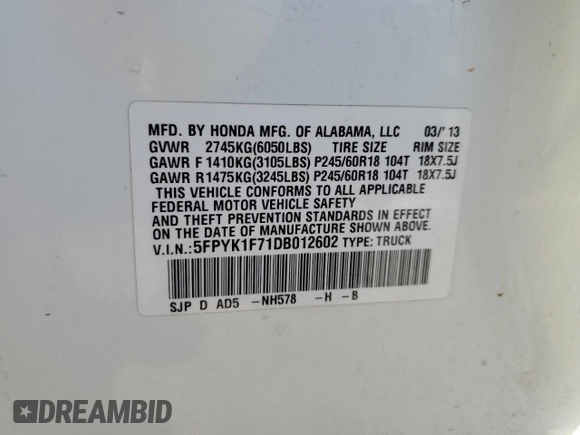 MFD. BY HONDA MFG. OF ALABAMA, LLC 03/'13
GVWR 2745KG(6050LBS) TIRE SIZE RIM SIZE
GAWR F 1410KG(3105LBS) P245/60R18 104T 18X7.5J
GAWR R1475KG(3245LBS) P245/60R18 104T 18X7.5J
THIS VEHICLE CONFORMS TO ALL APPLICABLE
FEDERAL MOTOR VEHICLE SAFETY
AND THEFT PREVENTION STANDARDS IN EFFECT
ON THE DATE OF MANUFACTURE SHOWN ABOVE.
V.I.N.:5FPYK1F71DB012602 TYPE: TRUCK
SJP D AD5 -NH578 -H -B
DREAMBID